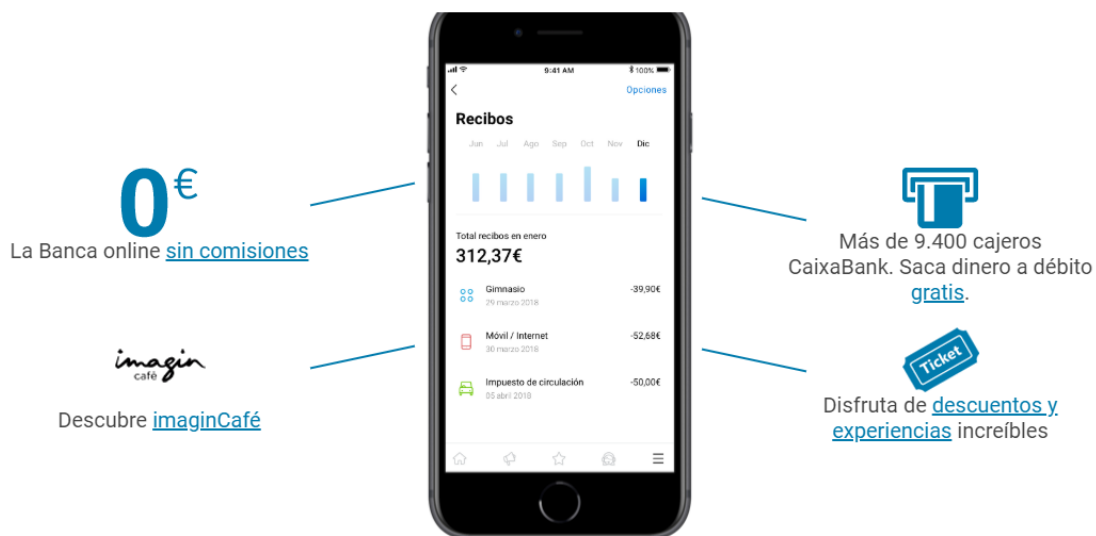 0€
La Banca online sin comisiones
imagin
café
Descubre imaginCafé
9:41 AM
100%
Opciones
Recibos
Jun Jul Ago Sep Oct Nov Dic
Total recibos en enero
312,37€
Gimnasio -39,90€
29 marzo 2018
Móvil / Internet -52,68€
30 marzo 2018
Impuesto de circulación -50,00€
05 abril 2018
Más de 9.400 cajeros
CaixaBank. Saca dinero a débito
gratis.
Ticket
Disfruta de descuentos y
experiencias increíbles